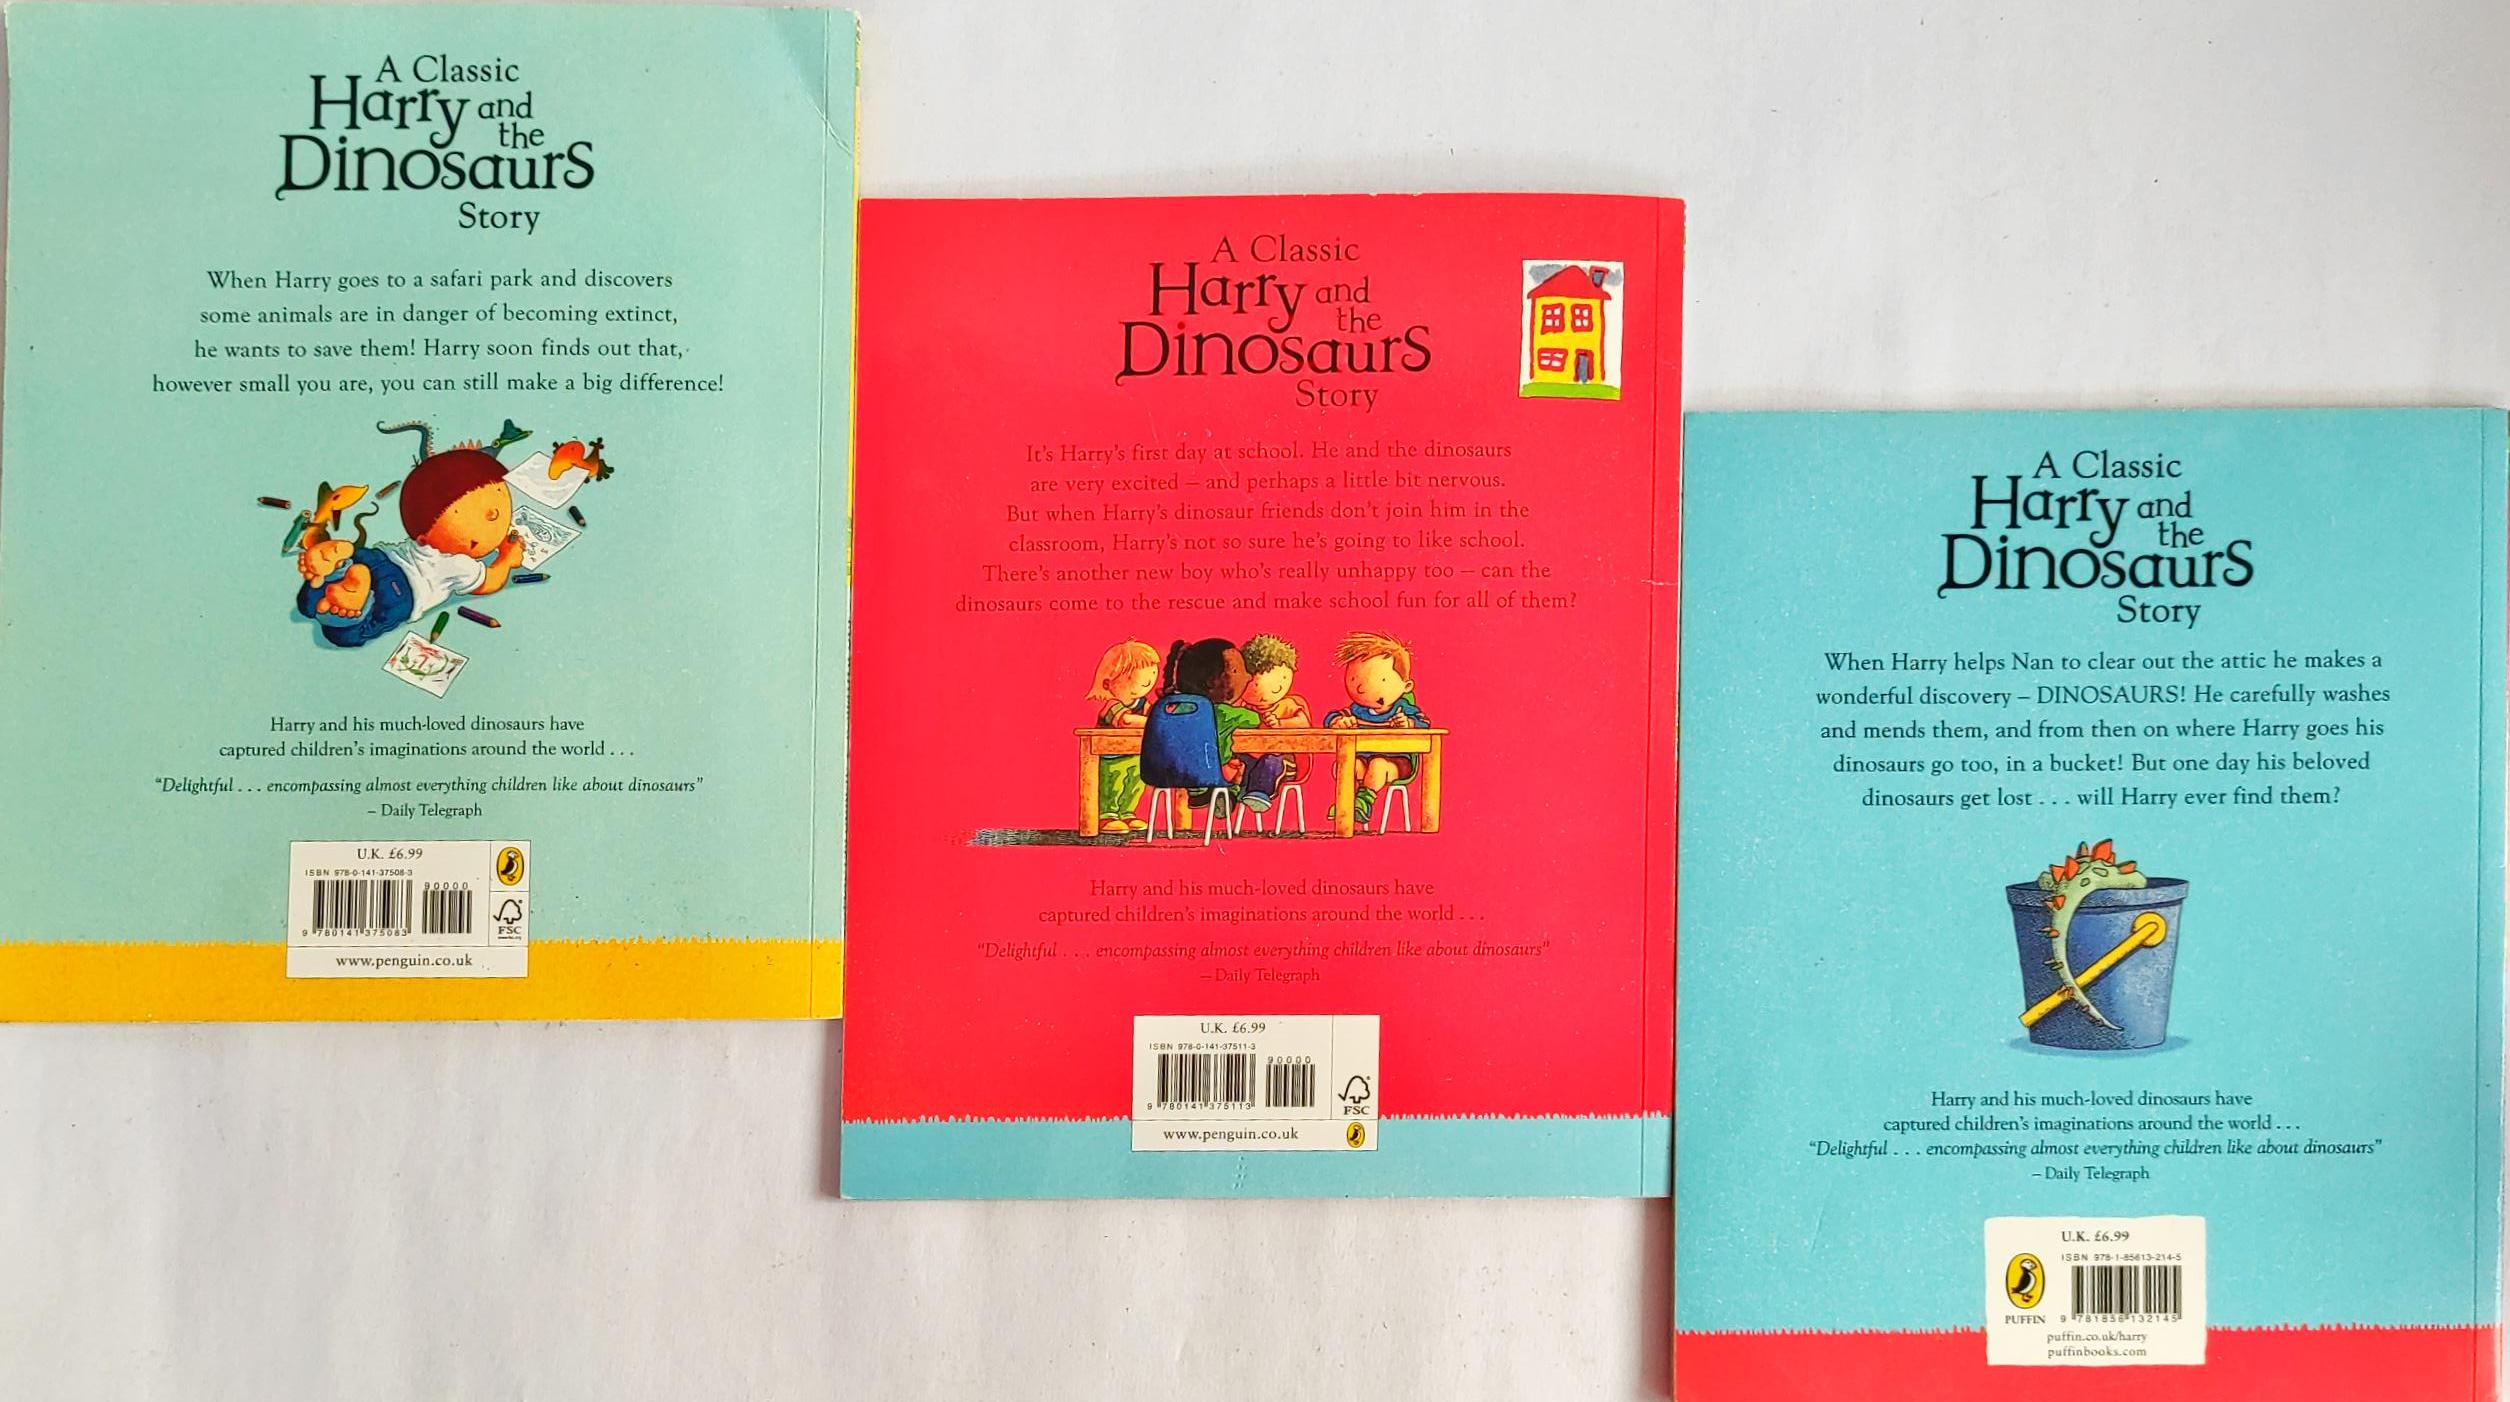 A Classic
Harry and
the
Dinosaurs
Story
When Harry goes to a safari park and discovers
some animals are in danger of becoming extinct,
he wants to save them! Harry soon finds out that,
however small you are, you can still make a big difference!
Harry and his much-loved dinosaurs have
captured children's imaginations around the world . . .
"Delightful . . . encompassing almost everything children like about dinosaurs"
– Daily Telegraph
U.K. £6.99
ISBN 978-0-141-37508-3
90000
9 780141 375083
FSC
www.penguin.co.uk
A Classic
Harry and
the
Dinosaurs
Story
It's Harry's first day at school. He and the dinosaurs
are very excited – and perhaps a little bit nervous.
But when Harry's dinosaur friends don't join him in the
classroom, Harry's not so sure he's going to like school.
There's another new boy who's really unhappy too – can the
dinosaurs come to the rescue and make school fun for all of them?
Harry and his much-loved dinosaurs have
captured children's imaginations around the world . . .
"Delightful . . . encompassing almost everything children like about dinosaurs"
– Daily Telegraph
U.K. £6.99
ISBN 978-0-141-37511-3
90000
9 780141 375113
FSC
www.penguin.co.uk
A Classic
Harry and
the
Dinosaurs
Story
When Harry helps Nan to clear out the attic he makes a
wonderful discovery – DINOSAURS! He carefully washes
and mends them, and from then on where Harry goes his
dinosaurs go too, in a bucket! But one day his beloved
dinosaurs get lost . . . will Harry ever find them?
Harry and his much-loved dinosaurs have
captured children's imaginations around the world . . .
"Delightful . . . encompassing almost everything children like about dinosaurs"
– Daily Telegraph
U.K. £6.99
ISBN 978-1-85613-214-5
9 781856 132145
PUFFIN
puffin.co.uk/harry
puffinbooks.com